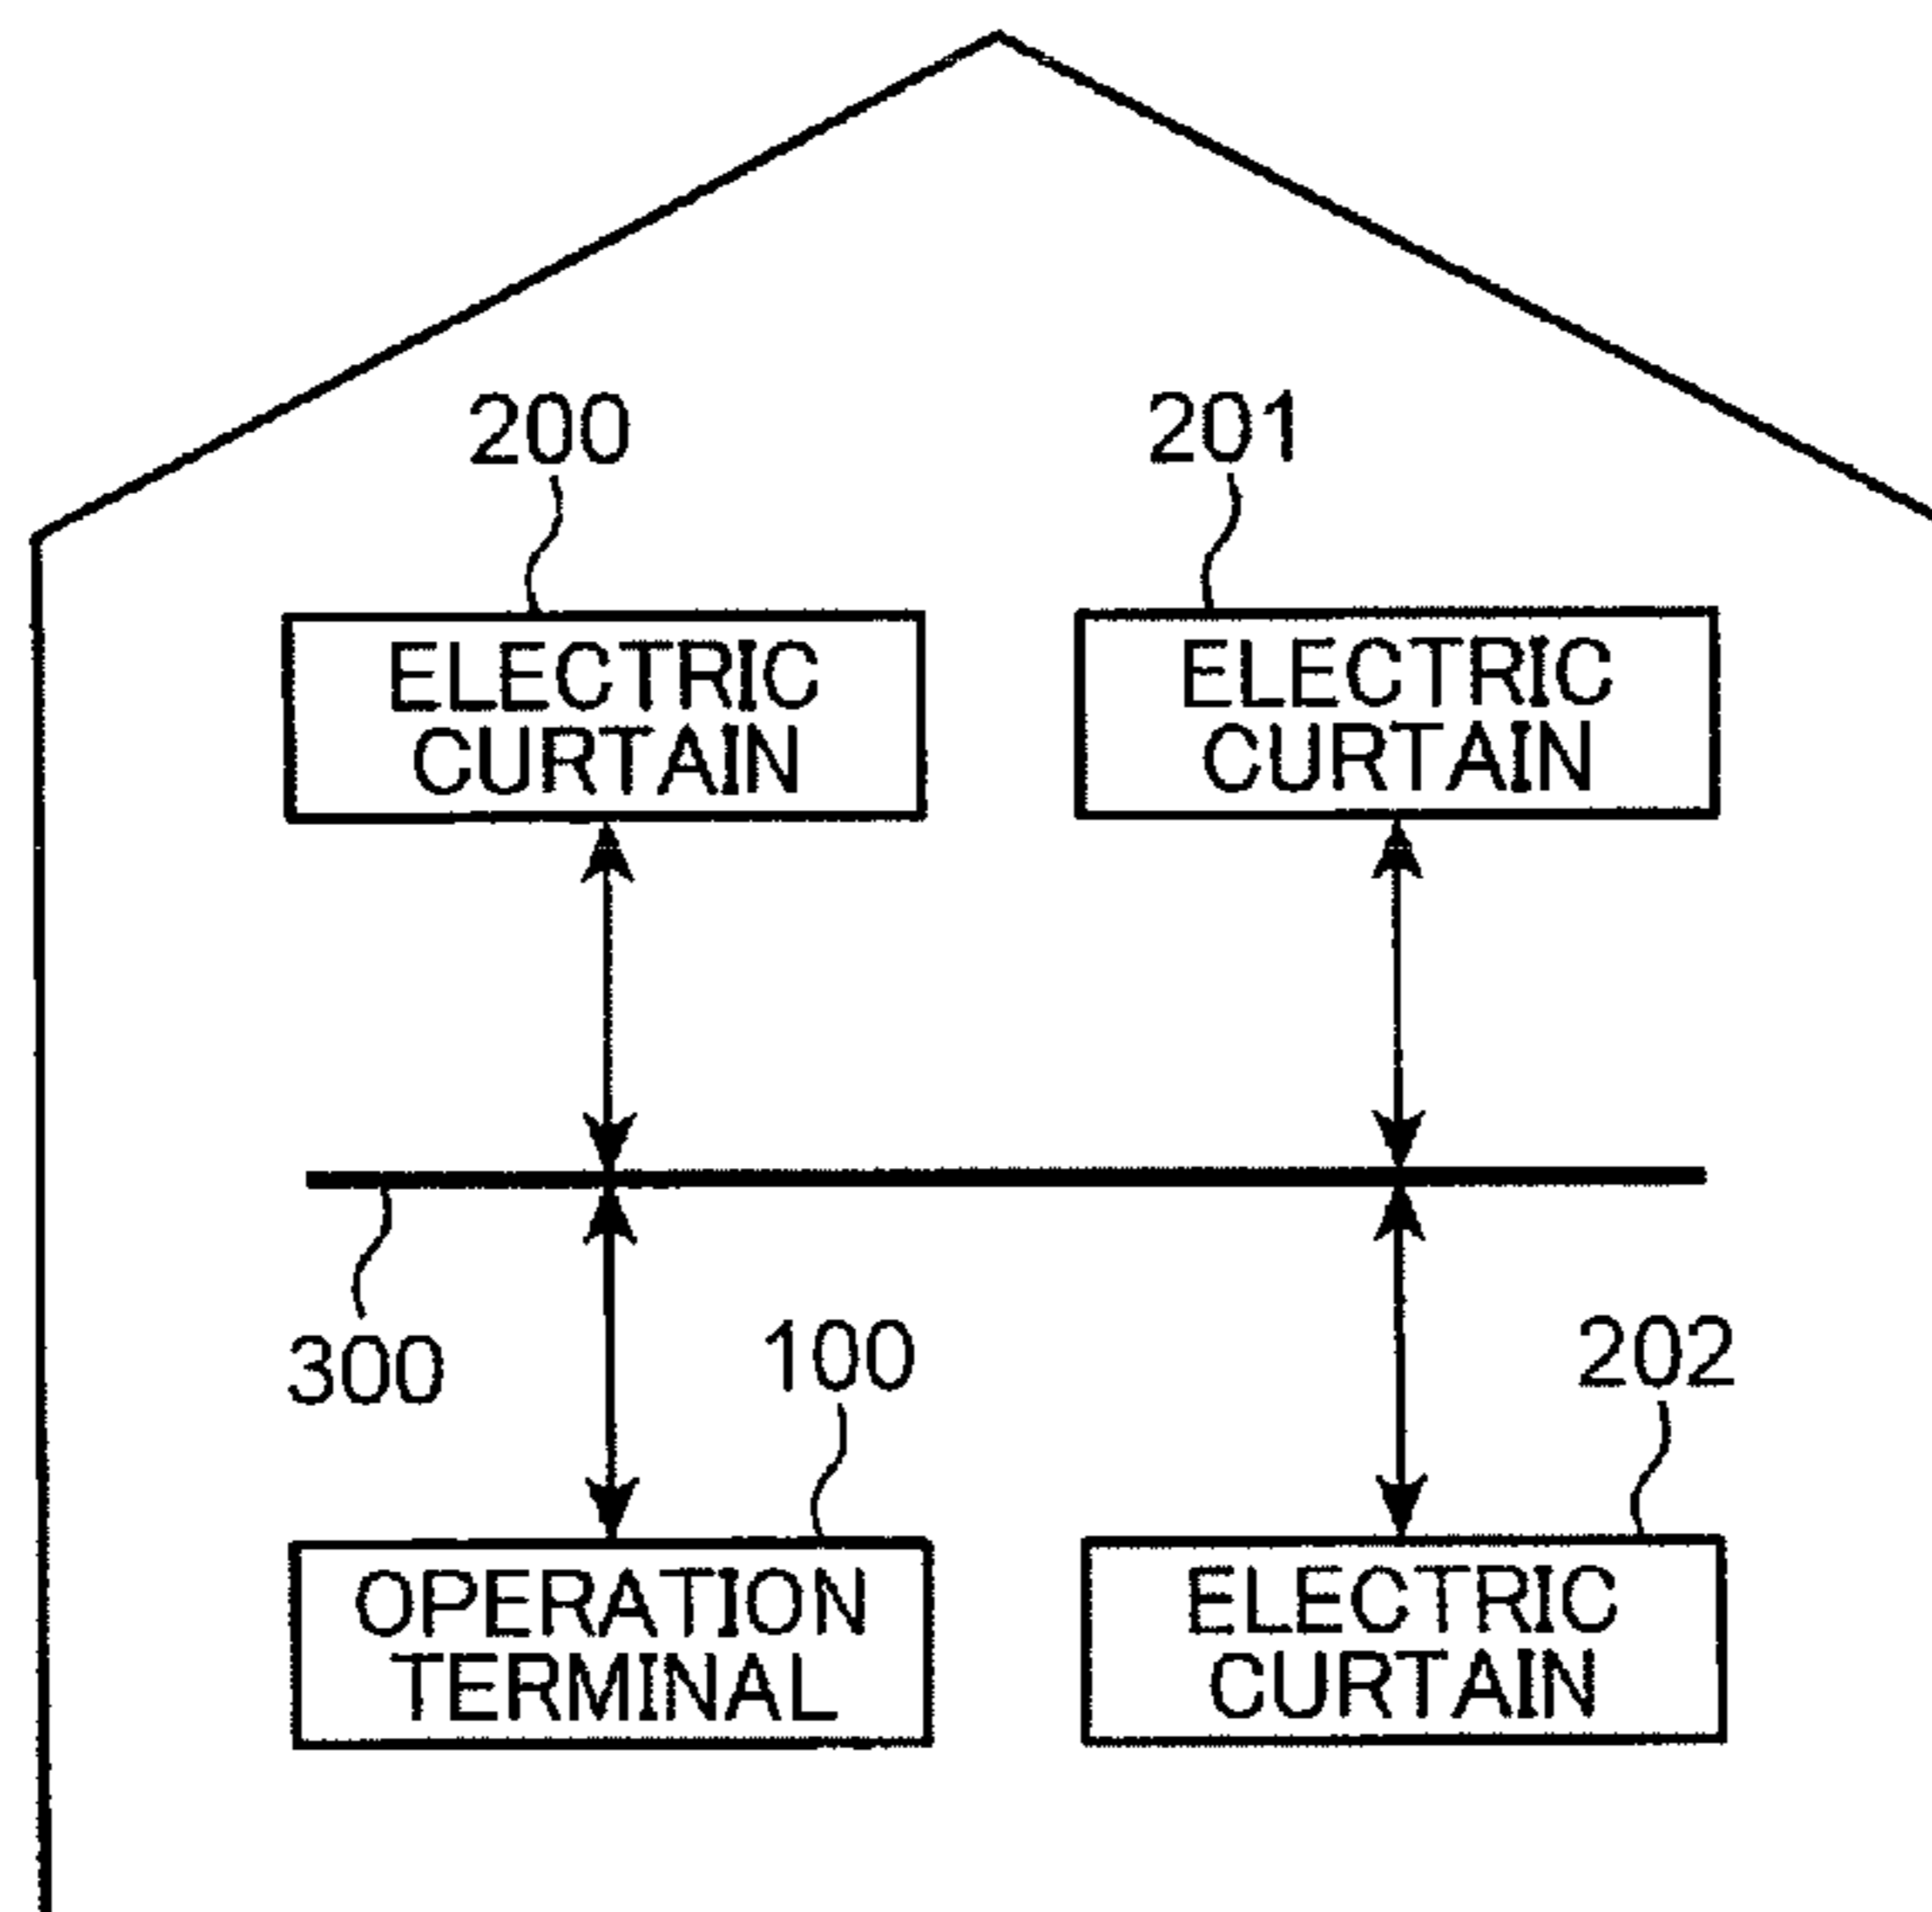 200
201
ELECTRIC
CURTAIN
ELECTRIC
CURTAIN
300
100
202
OPERATION
TERMINAL
ELECTRIC
CURTAIN